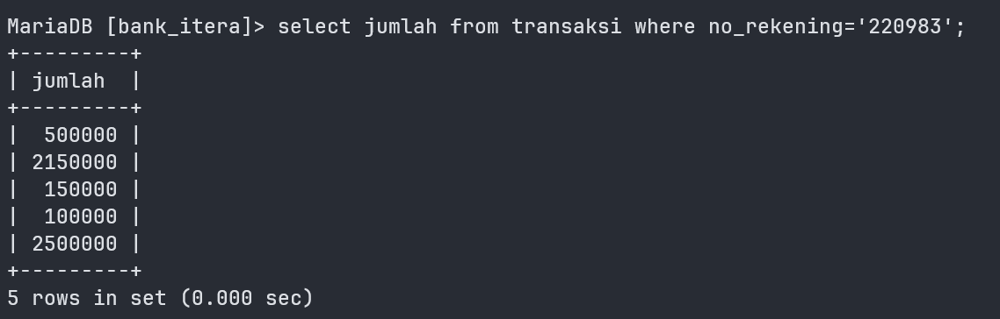 MariaDB [bank_itera]> select jumlah from transaksi where no_rekening='220983';
+---------+
| jumlah  |
+---------+
|  500000 |
| 2150000 |
|  150000 |
|  100000 |
| 2500000 |
+---------+
5 rows in set (0.000 sec)